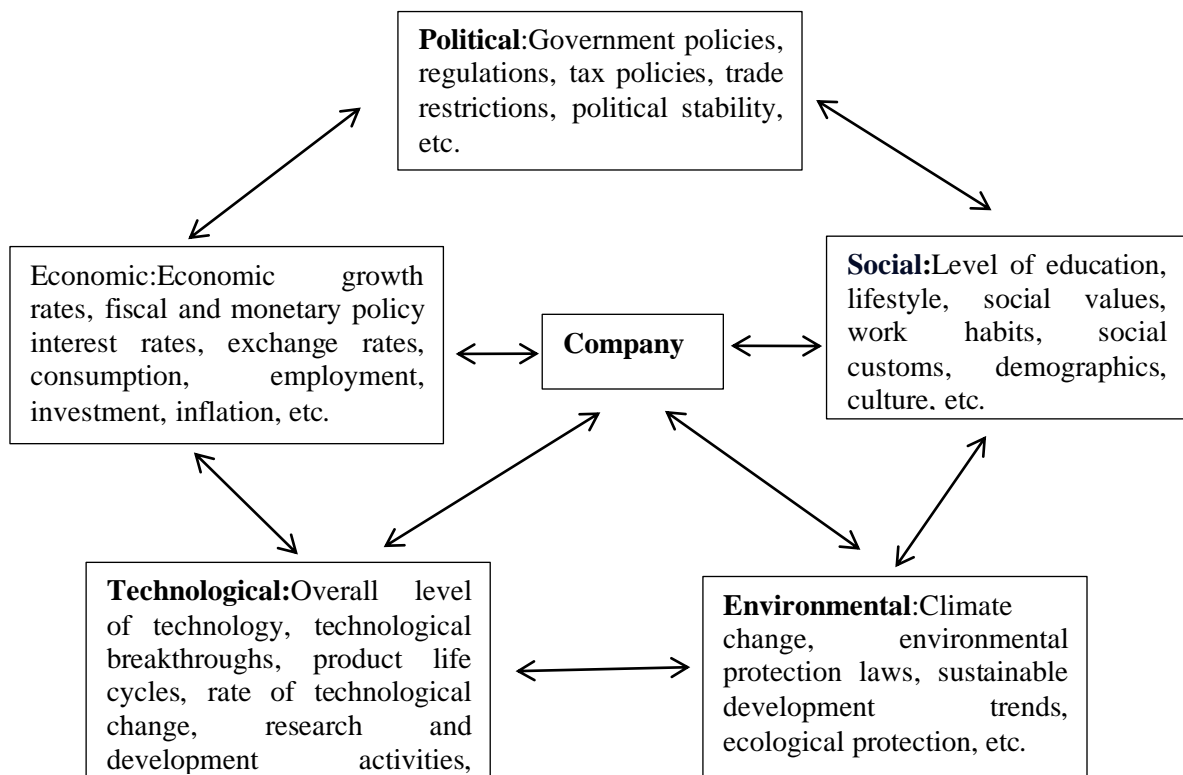 Political:Government policies,
regulations, tax policies, trade
restrictions, political stability,
etc.
Economic:Economic growth
rates, fiscal and monetary policy
interest rates, exchange rates,
consumption, employment,
investment, inflation, etc.
Company
Social:Level of education,
lifestyle, social values,
work habits, social
customs, demographics,
culture, etc.
Technological:Overall level
of technology, technological
breakthroughs, product life
cycles, rate of technological
change, research and
development activities,
Environmental:Climate
change, environmental
protection laws, sustainable
development trends,
ecological protection, etc.